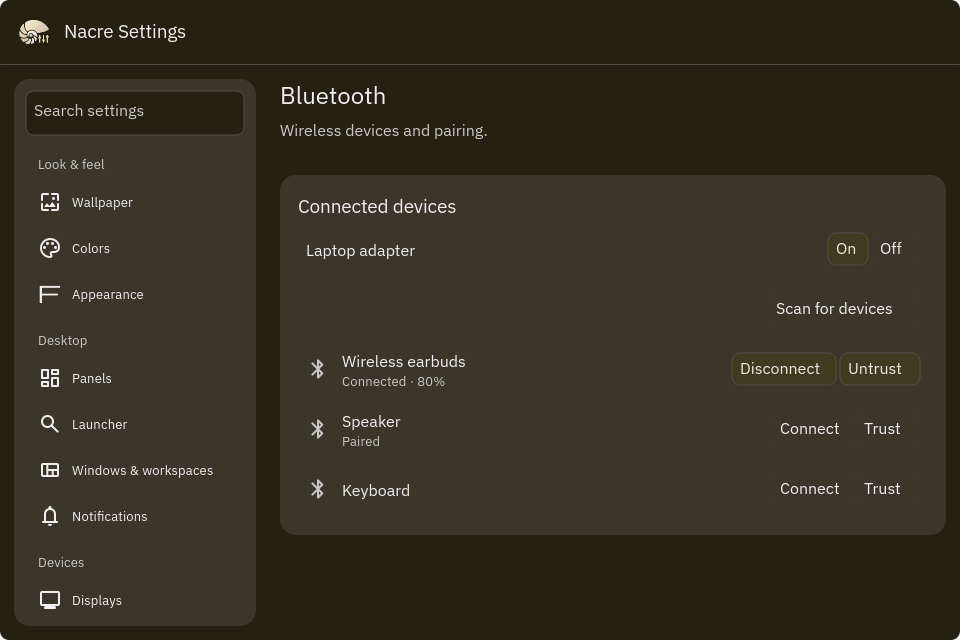 Nacre Settings
Search settings
Look & feel
Wallpaper
Colors
Appearance
Desktop
Panels
Launcher
Windows & workspaces
Notifications
Devices
Displays
Bluetooth
Wireless devices and pairing.
Connected devices
Laptop adapter
On Off
Scan for devices
Wireless earbuds
Connected · 80%
Disconnect Untrust
Speaker
Paired
Connect Trust
Keyboard
Connect Trust